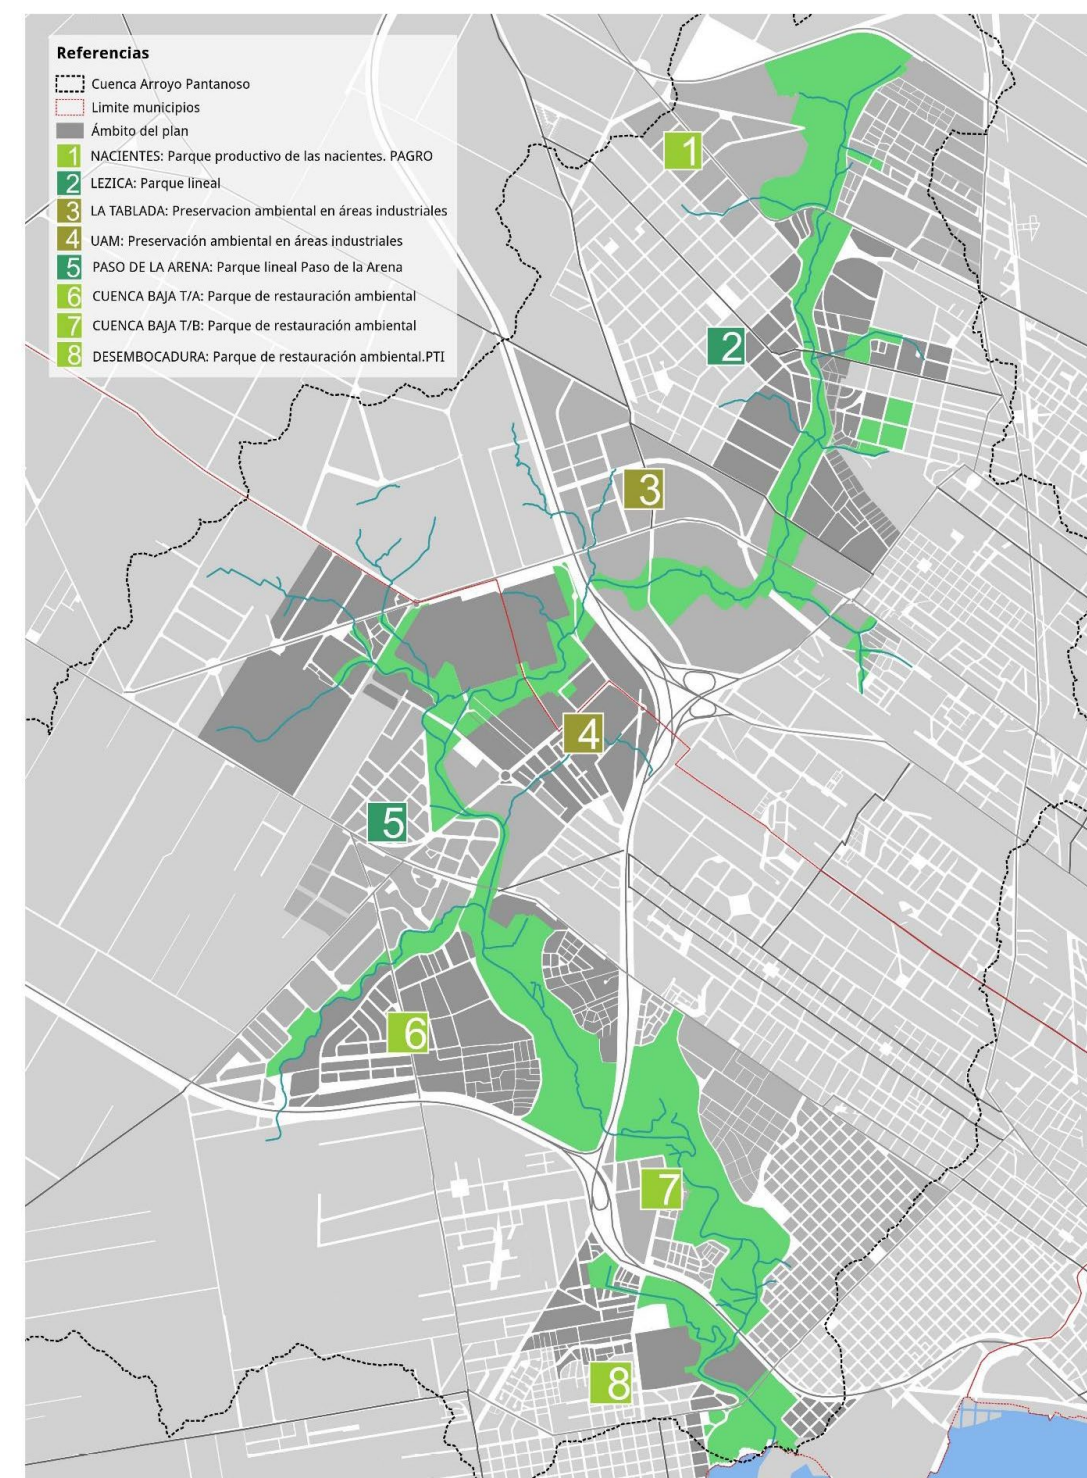 Referencias
Cuenca Arroyo Pantanoso
Limite municipios
Ámbito del plan
1 NACIENTES: Parque productivo de las nacientes. PAGRO
2 LEZICA: Parque lineal
3 LA TABLADA: Preservacion ambiental en áreas industriales
4 UAM: Preservación ambiental en áreas industriales
5 PASO DE LA ARENA: Parque lineal Paso de la Arena
6 CUENCA BAJA T/A: Parque de restauración ambiental
7 CUENCA BAJA T/B: Parque de restauración ambiental
8 DESEMBOCADURA: Parque de restauración ambiental.PTI
1
2
3
4
5
6
7
8